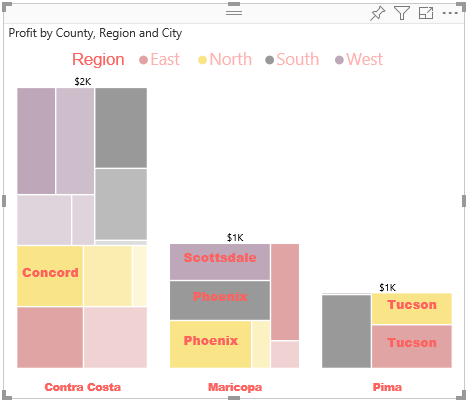 Profit by County, Region and City
Region East North South West
$2K
Concord
Contra Costa
$1K
Scottsdale
Phoenix
Phoenix
Maricopa
$1K
Tucson
Tucson
Pima